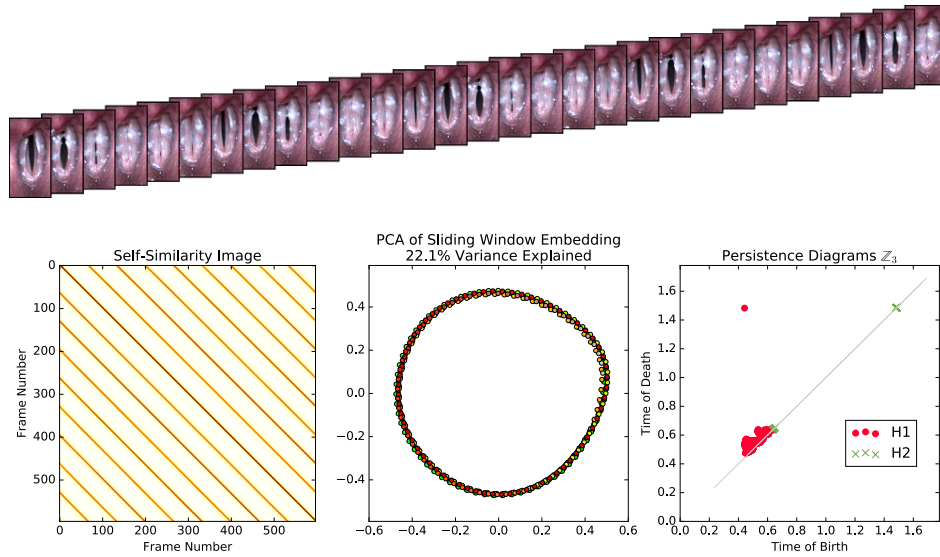 Self-Similarity Image
0
100
200
300
400
500
Frame Number
0 100 200 300 400 500
Frame Number
PCA of Sliding Window Embedding
22.1% Variance Explained
0.4
0.2
0.0
−0.2
−0.4
−0.6 −0.4 −0.2 0.0 0.2 0.4 0.6
Persistence Diagrams ℤ₃
1.6
1.4
1.2
1.0
0.8
0.6
0.4
0.2
0.0
Time of Death
H1
H2
0.0 0.2 0.4 0.6 0.8 1.0 1.2 1.4 1.6
Time of Birth